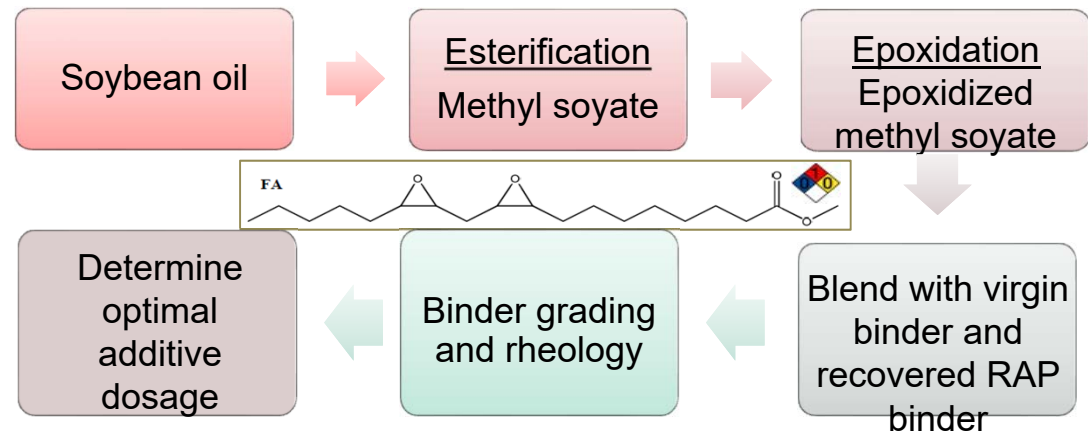 Soybean oil
Esterification
Methyl soyate
Epoxidation
Epoxidized
methyl soyate
FA
O
O
O
O
0
1
0
Determine
optimal
additive
dosage
Binder grading
and rheology
Blend with virgin
binder and
recovered RAP
binder